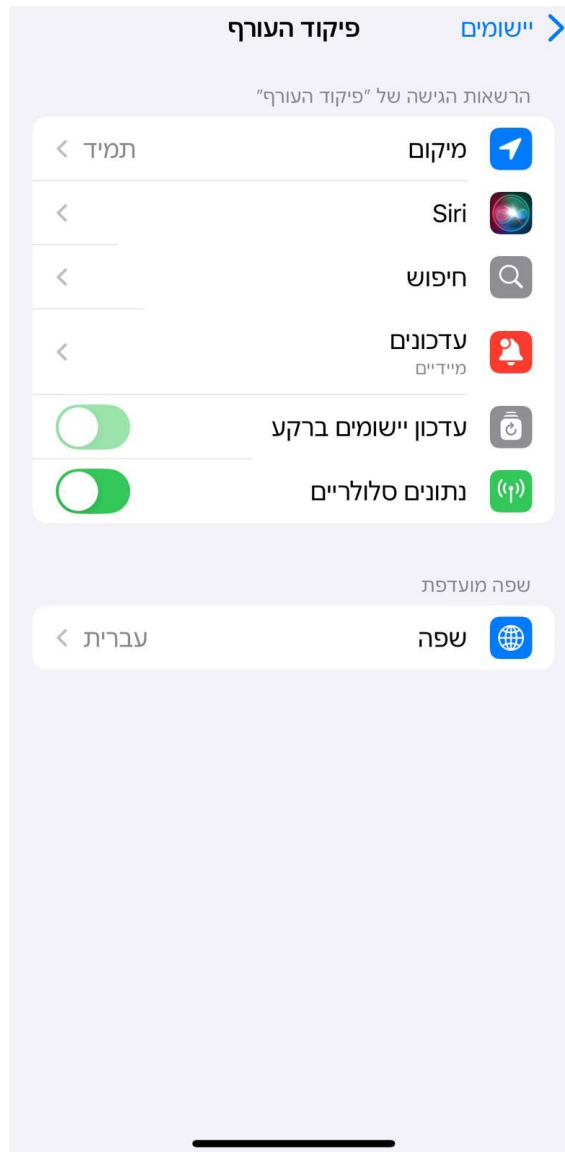 יישומים
פיקוד העורף
הרשאות הגישה של "פיקוד העורף"
מיקום תמיד
Siri
חיפוש
עדכונים
מיידיים
עדכון יישומים ברקע
נתונים סלולריים
שפה מועדפת
שפה עברית